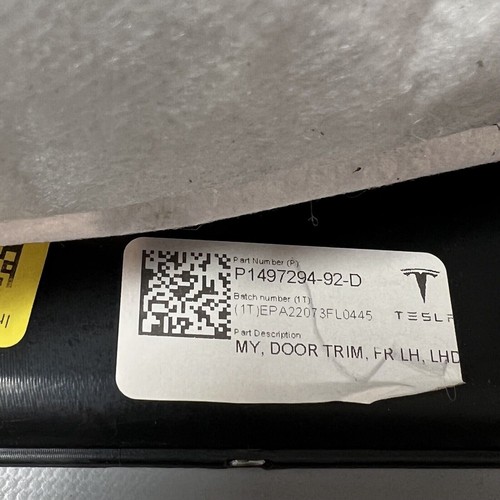 Part Number (P)
P1497294-92-D
Batch number (1T)
(1T)EPA22073FL0445
TESLA
Part Description
MY, DOOR TRIM, FR LH, LHD